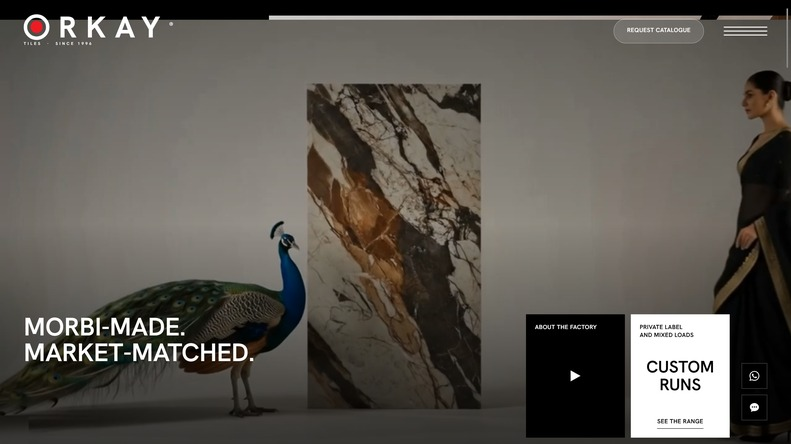 ORKAY®
TILES · SINCE 1996
REQUEST CATALOGUE
MORBI-MADE.
MARKET-MATCHED.
ABOUT THE FACTORY
PRIVATE LABEL
AND MIXED LOADS
CUSTOM
RUNS
SEE THE RANGE